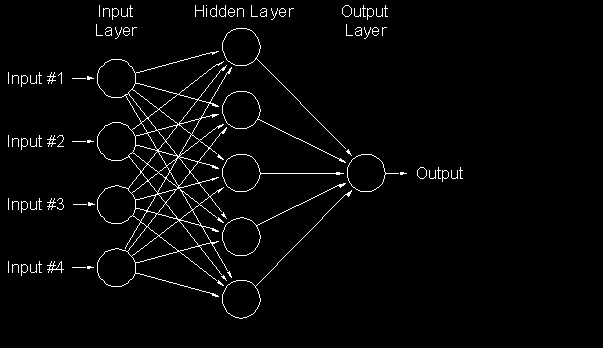 Input
Layer
Hidden Layer
Output
Layer
Input #1
Input #2
Input #3
Input #4
Output